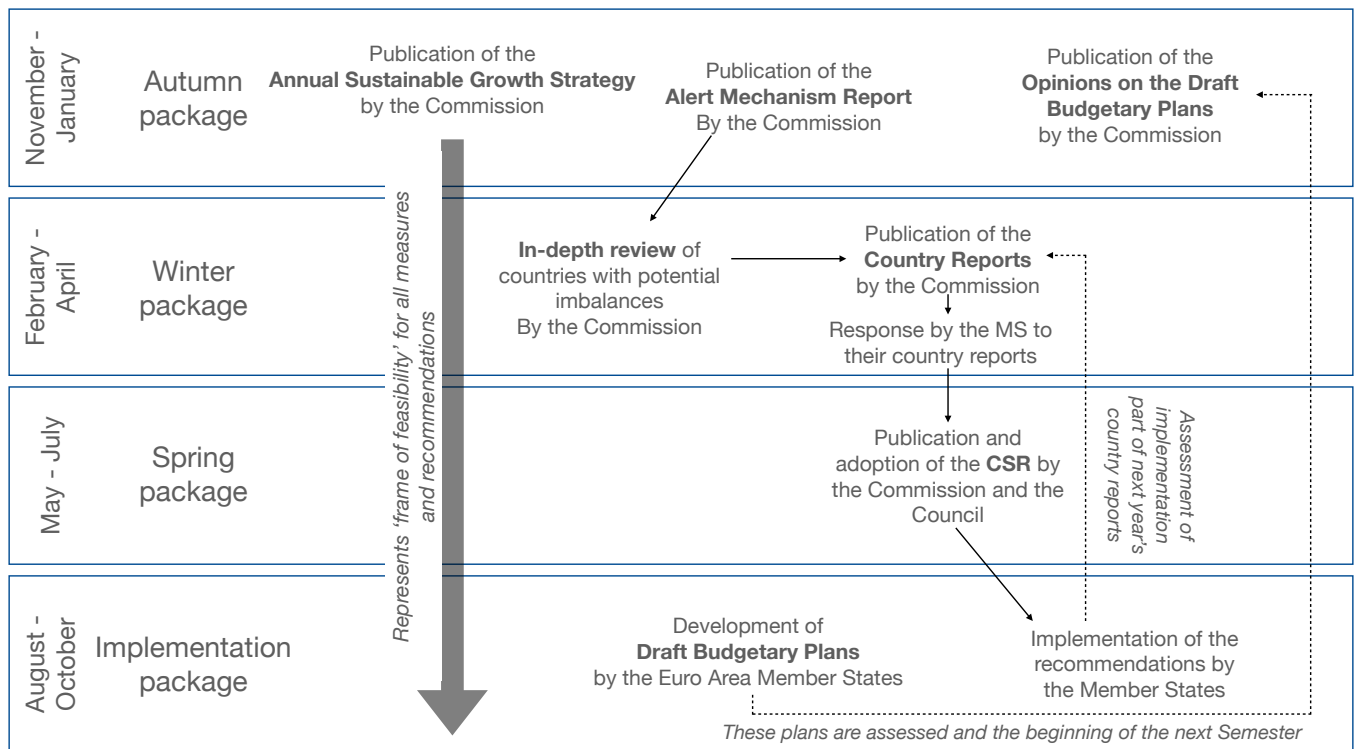 November -
January
Autumn
package
Publication of the
Annual Sustainable Growth Strategy
by the Commission
Publication of the
Alert Mechanism Report
By the Commission
Publication of the
Opinions on the Draft
Budgetary Plans
by the Commission
Represents ‘frame of feasibility’ for all measures
and recommendations
February -
April
Winter
package
In-depth review of
countries with potential
imbalances
By the Commission
Publication of the
Country Reports
by the Commission
Response by the MS to
their country reports
May - July
Spring
package
Publication and
adoption of the CSR by
the Commission and the
Council
Assessment of
implementation
part of next year’s
country reports
August -
October
Implementation
package
Development of
Draft Budgetary Plans
by the Euro Area Member States
Implementation of the
recommendations by
the Member States
These plans are assessed and the beginning of the next Semester